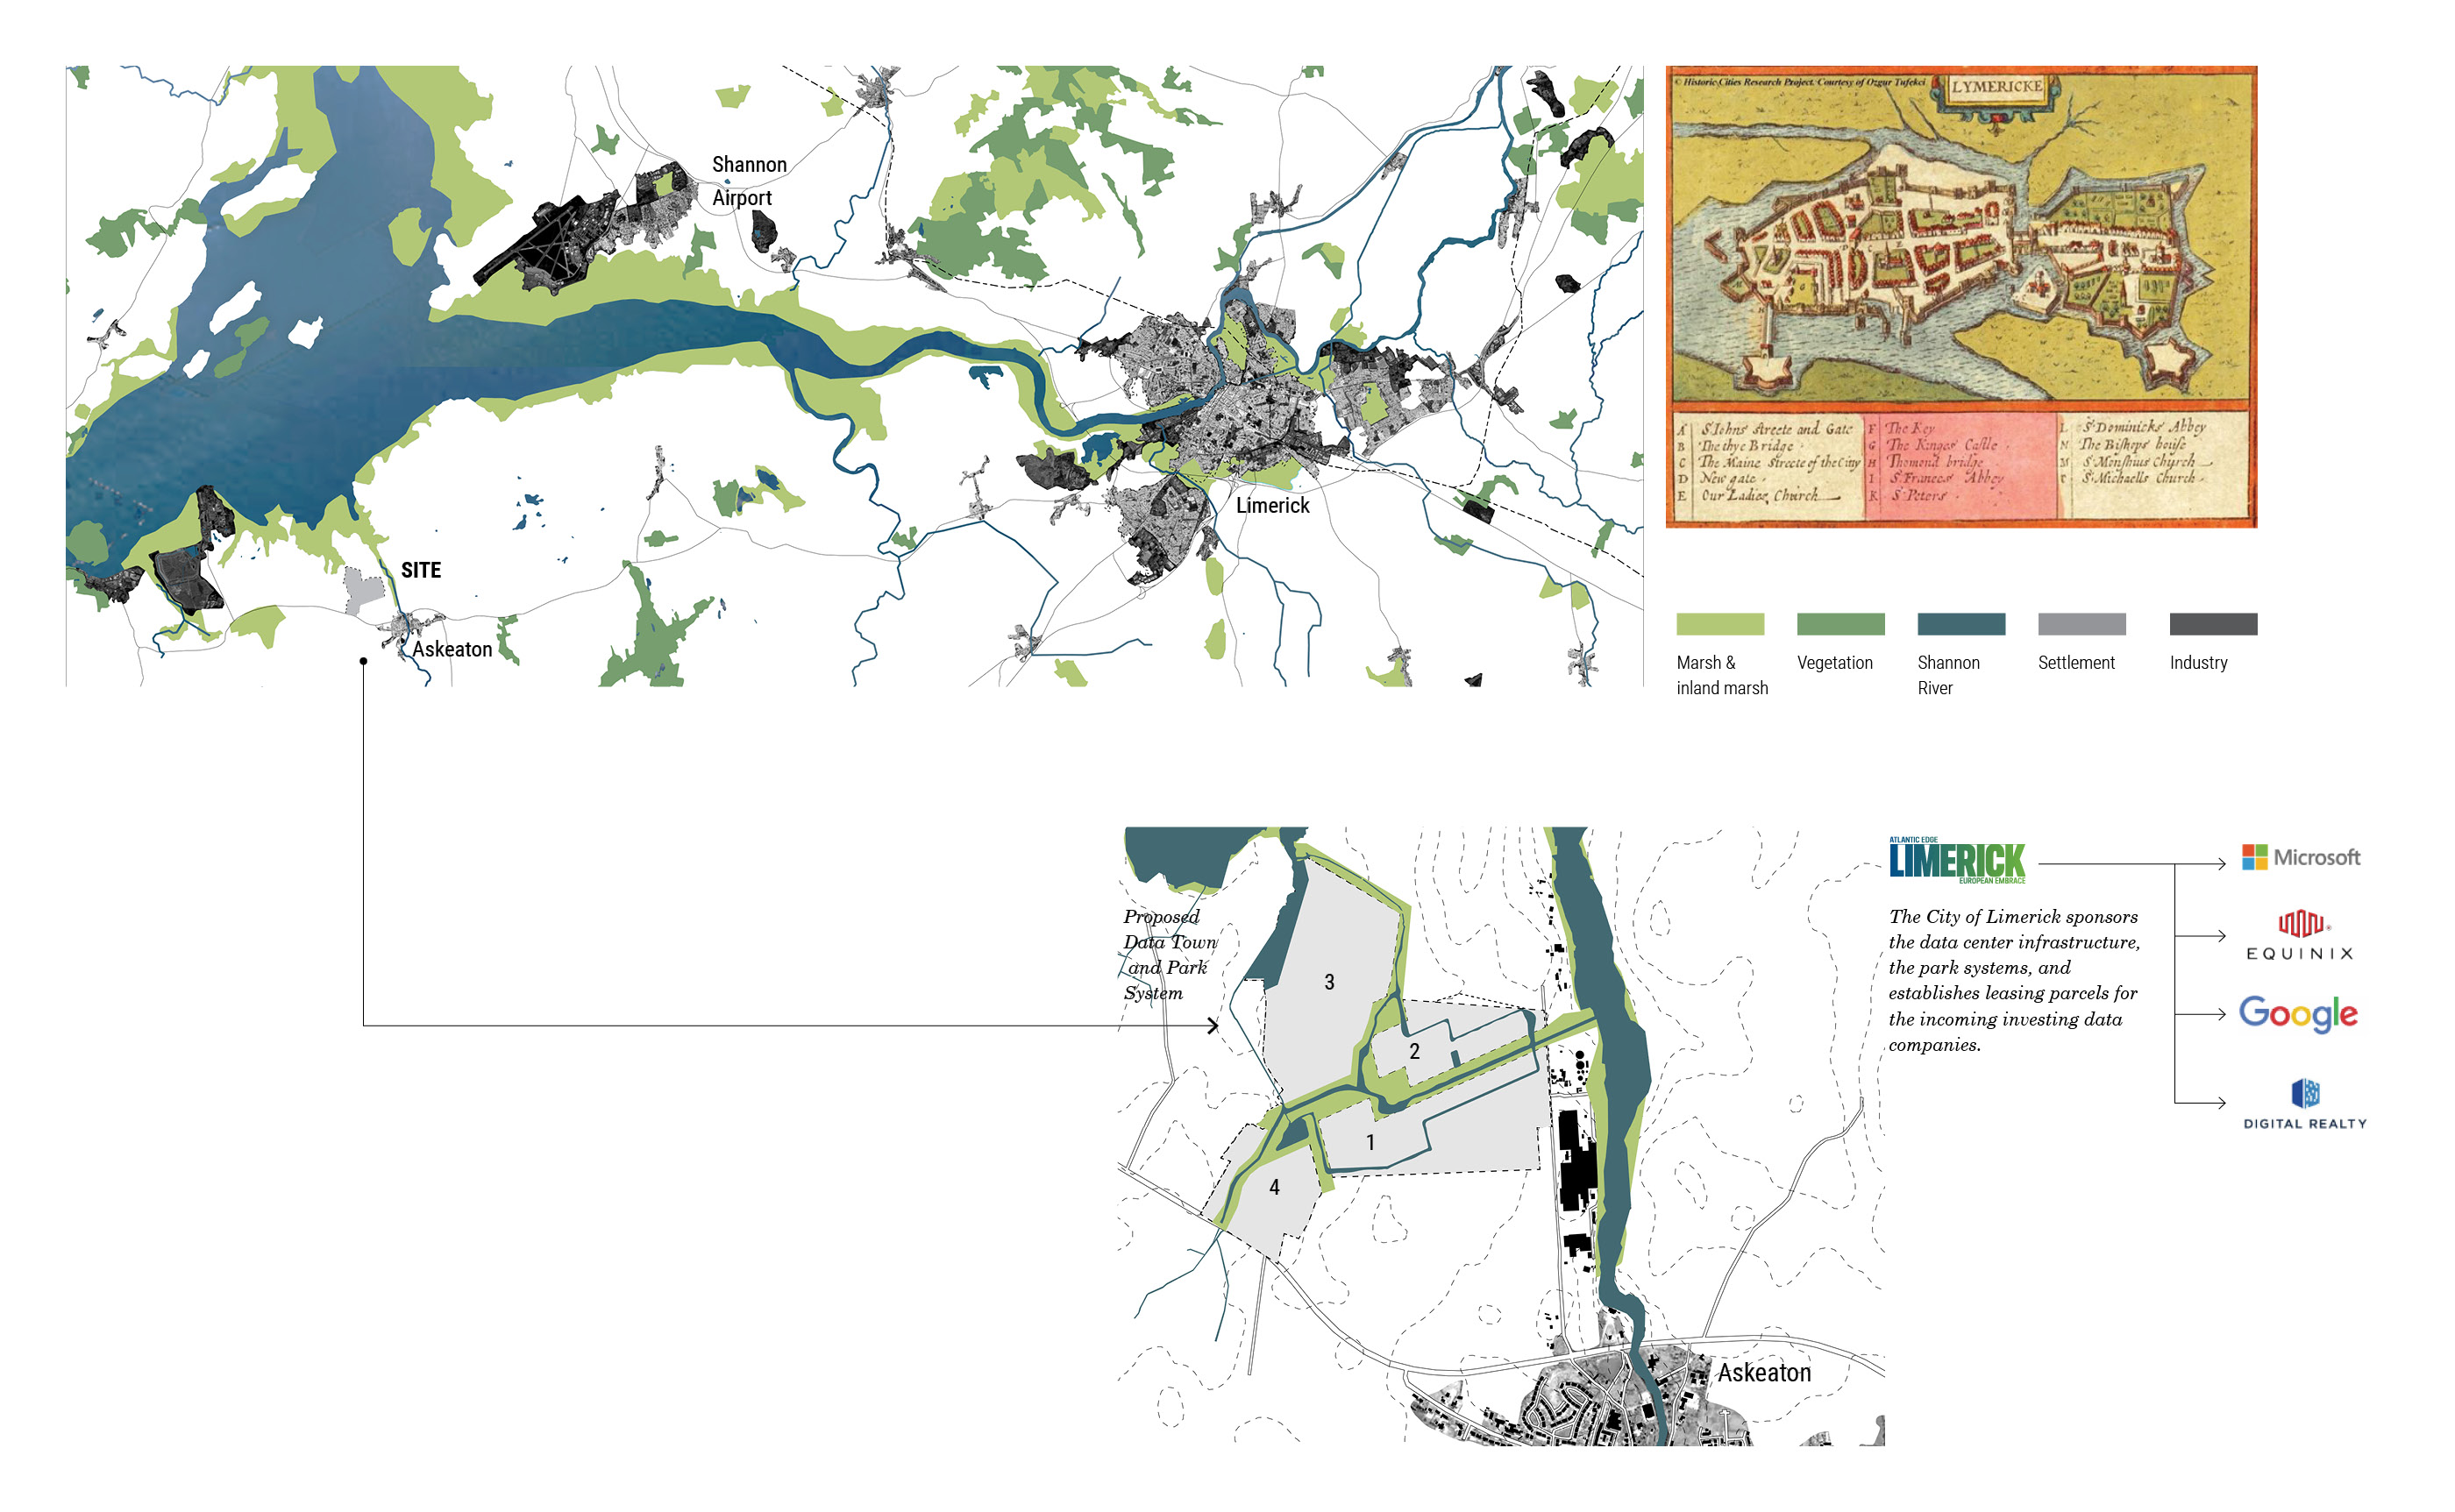 Shannon
Airport
SITE
Askeaton
Limerick
© Historic Cities Research Project. Courtesy of Ozgur Tufekci
LYMERICKE
A S Iohns streete and Gate
B The thye Bridge
C The Maine Streete of the City
D New gate
E Our Ladies Church
F The Key
G The Kinges Castle
H Thomond bridge
I S. Frances Abbey
K S. Peters
L S. Dominicks Abbey
N The Bishops house
M S. Monshius Church
S. Michaells Church
Marsh &
inland marsh
Vegetation
Shannon
River
Settlement
Industry
Proposed
Data Town
and Park
System
3
2
1
4
Askeaton
ATLANTIC EDGE
LIMERICK
EUROPEAN EMBRACE
The City of Limerick sponsors
the data center infrastructure,
the park systems, and
establishes leasing parcels for
the incoming investing data
companies.
Microsoft
EQUINIX
Google
DIGITAL REALTY